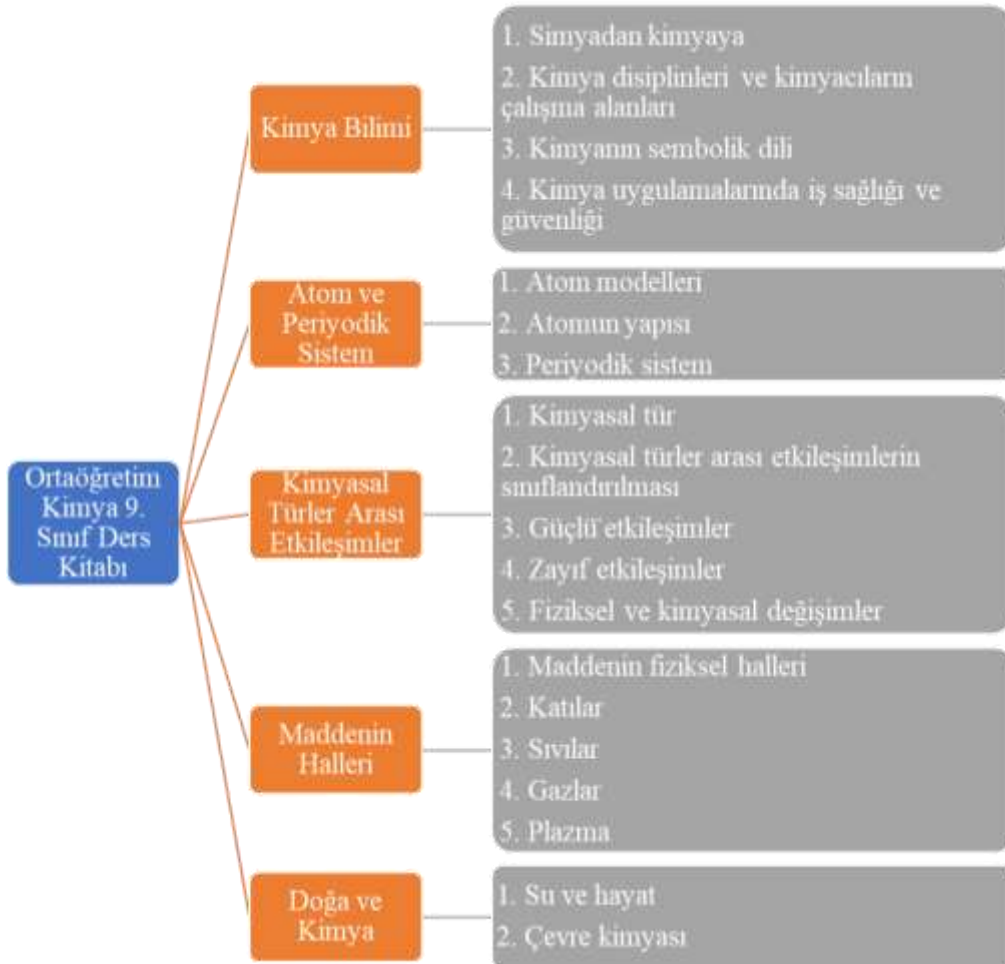 Ortaöğretim
Kimya 9.
Sınıf Ders
Kitabı
Kimya Bilimi
1. Simyadan kimyaya
2. Kimya disiplinleri ve kimyacıların
çalışma alanları
3. Kimyanın sembolik dili
4. Kimya uygulamalarında iş sağlığı ve
güvenliği
Atom ve
Periyodik
Sistem
1. Atom modelleri
2. Atomun yapısı
3. Periyodik sistem
Kimyasal
Türler Arası
Etkileşimler
1. Kimyasal tür
2. Kimyasal türler arası etkileşimlerin
sınıflandırılması
3. Güçlü etkileşimler
4. Zayıf etkileşimler
5. Fiziksel ve kimyasal değişimler
Maddenin
Halleri
1. Maddenin fiziksel halleri
2. Katılar
3. Sıvılar
4. Gazlar
5. Plazma
Doğa ve
Kimya
1. Su ve hayat
2. Çevre kimyası